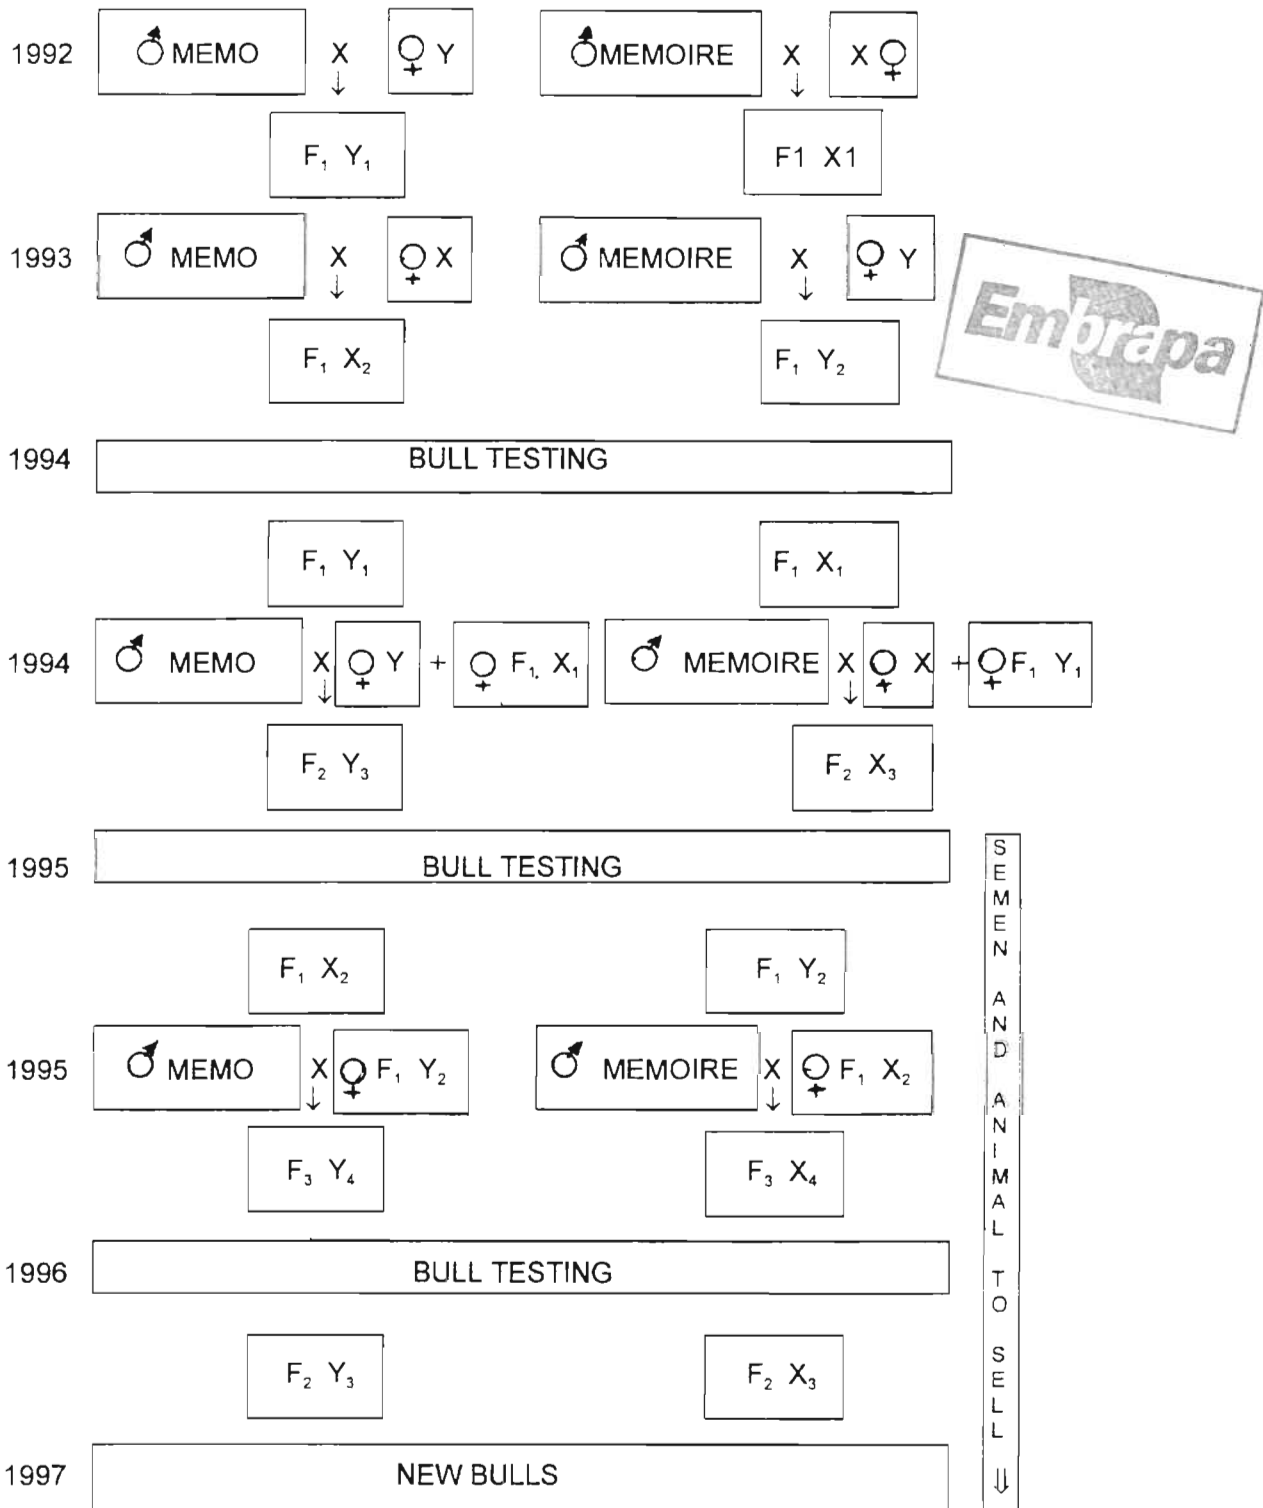 1992 ♂ MEMO X ♀ Y ♂ MEMOIRE X X ♀
↓ ↓
F₁ Y₁ F1 X1
1993 ♂ MEMO X ♀ X ♂ MEMOIRE X ♀ Y
↓ ↓
Embrapa
F₁ X₂ F₁ Y₂
1994 BULL TESTING
F₁ Y₁ F₁ X₁
1994 ♂ MEMO X ♀ Y + ♀ F₁. X₁ ♂ MEMOIRE X ♀ X + ♀ F₁ Y₁
↓ ↓
F₂ Y₃ F₂ X₃
1995 BULL TESTING
F₁ X₂ F₁ Y₂
1995 ♂ MEMO X ♀ F₁ Y₂ ♂ MEMOIRE X ♀ F₁ X₂
↓ ↓
F₃ Y₄ F₃ X₄
1996 BULL TESTING
F₂ Y₃ F₂ X₃
1997 NEW BULLS
SEMEN AND ANIMAL TO SELL ⇓